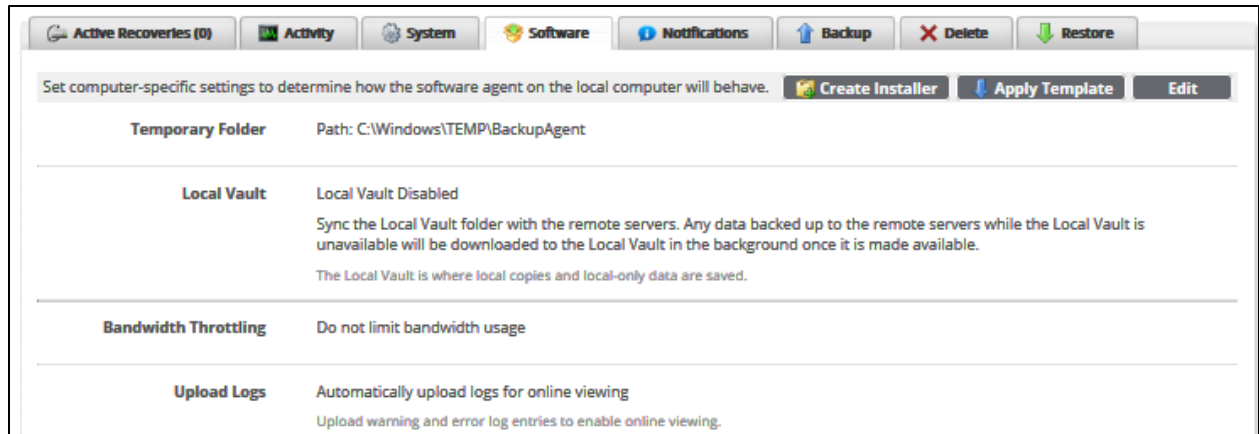 Active Recoveries (0) Activity System Software Notifications Backup Delete Restore
Set computer-specific settings to determine how the software agent on the local computer will behave. Create Installer Apply Template Edit
Temporary Folder Path: C:\Windows\TEMP\BackupAgent
Local Vault Local Vault Disabled
Sync the Local Vault folder with the remote servers. Any data backed up to the remote servers while the Local Vault is
unavailable will be downloaded to the Local Vault in the background once it is made available.
The Local Vault is where local copies and local-only data are saved.
Bandwidth Throttling Do not limit bandwidth usage
Upload Logs Automatically upload logs for online viewing
Upload warning and error log entries to enable online viewing.